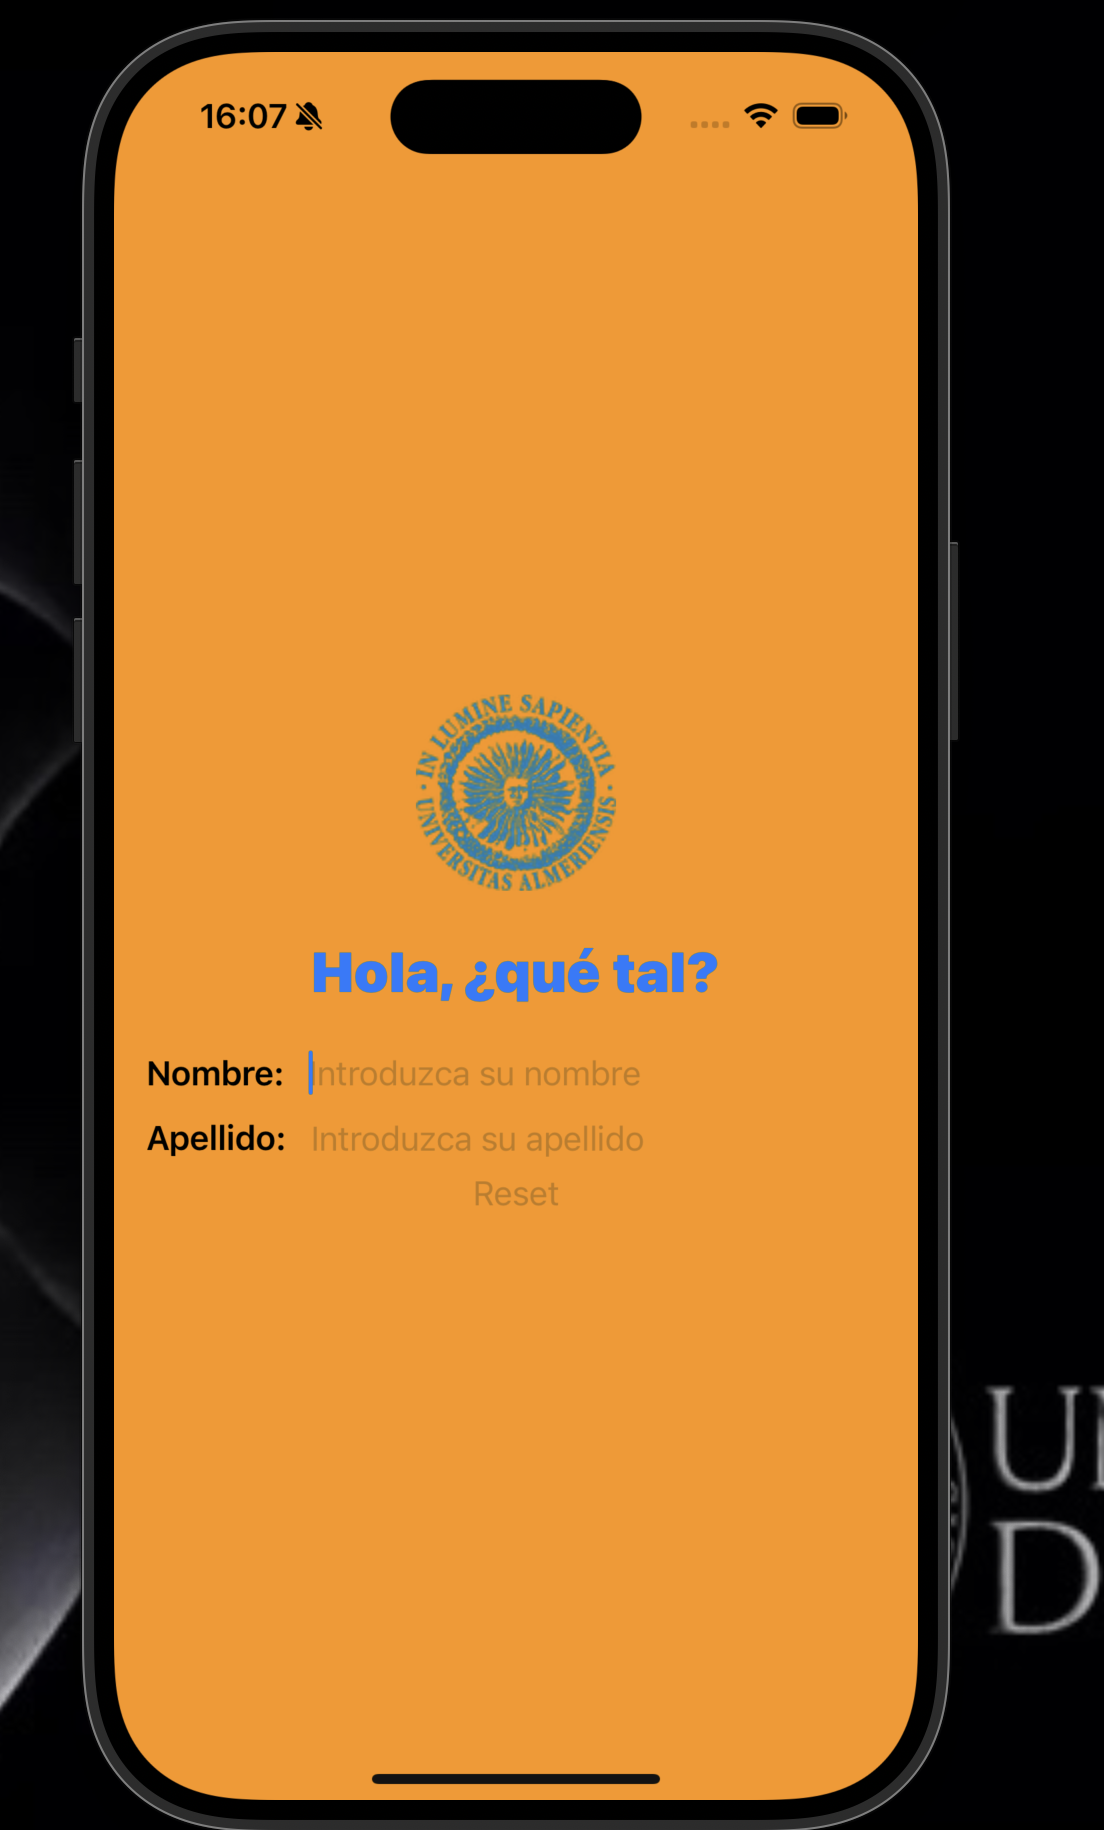 16:07
IN LUMINE SAPIENTIA
· UNIVERSITAS ALMERIENSIS ·
Hola, ¿qué tal?
Nombre: Introduzca su nombre
Apellido: Introduzca su apellido
Reset
D